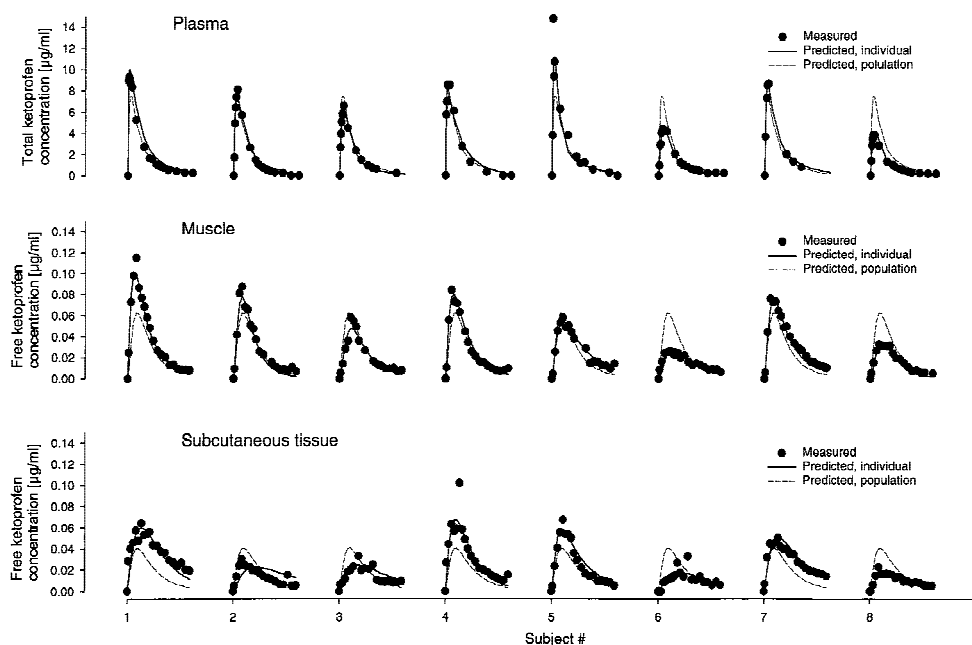 Plasma
Total ketoprofen
concentration [µg/ml]
14
12
10
8
6
4
2
0
Measured
Predicted, individual
Predicted, polulation
Muscle
Free ketoprofen
concentration [µg/ml]
0.14
0.12
0.10
0.08
0.06
0.04
0.02
0.00
Measured
Predicted, individual
Predicted, population
Subcutaneous tissue
Free ketoprofen
concentration [µg/ml]
0.14
0.12
0.10
0.08
0.06
0.04
0.02
0.00
Measured
Predicted, individual
Predicted, population
1 2 3 4 5 6 7 8
Subject #